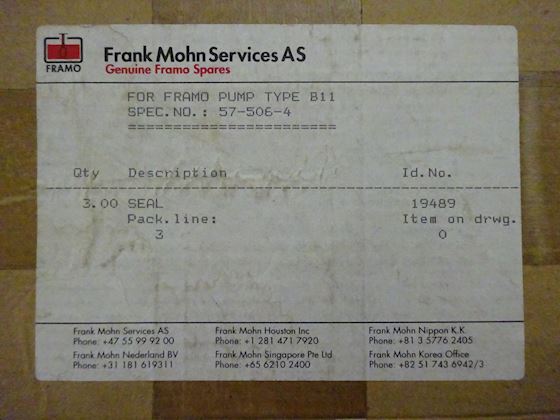 FRAMO
Frank Mohn Services AS
Genuine Framo Spares
FOR FRAMO PUMP TYPE B11
SPEC.NO.: 57-506-4
=======================
Qty Description Id.No.
3.00 SEAL 19489
Pack.line: Item on drwg.
3 0
Frank Mohn Services AS Frank Mohn Houston Inc Frank Mohn Nippon K.K.
Phone: +47 55 99 92 00 Phone: +1 281 471 7920 Phone: +81 3 5776 2405
Frank Mohn Nederland BV Frank Mohn Singapore Pte Ltd Frank Mohn Korea Office
Phone: +31 181 619311 Phone: +65 6210 2400 Phone: +82 51 743 6942/3